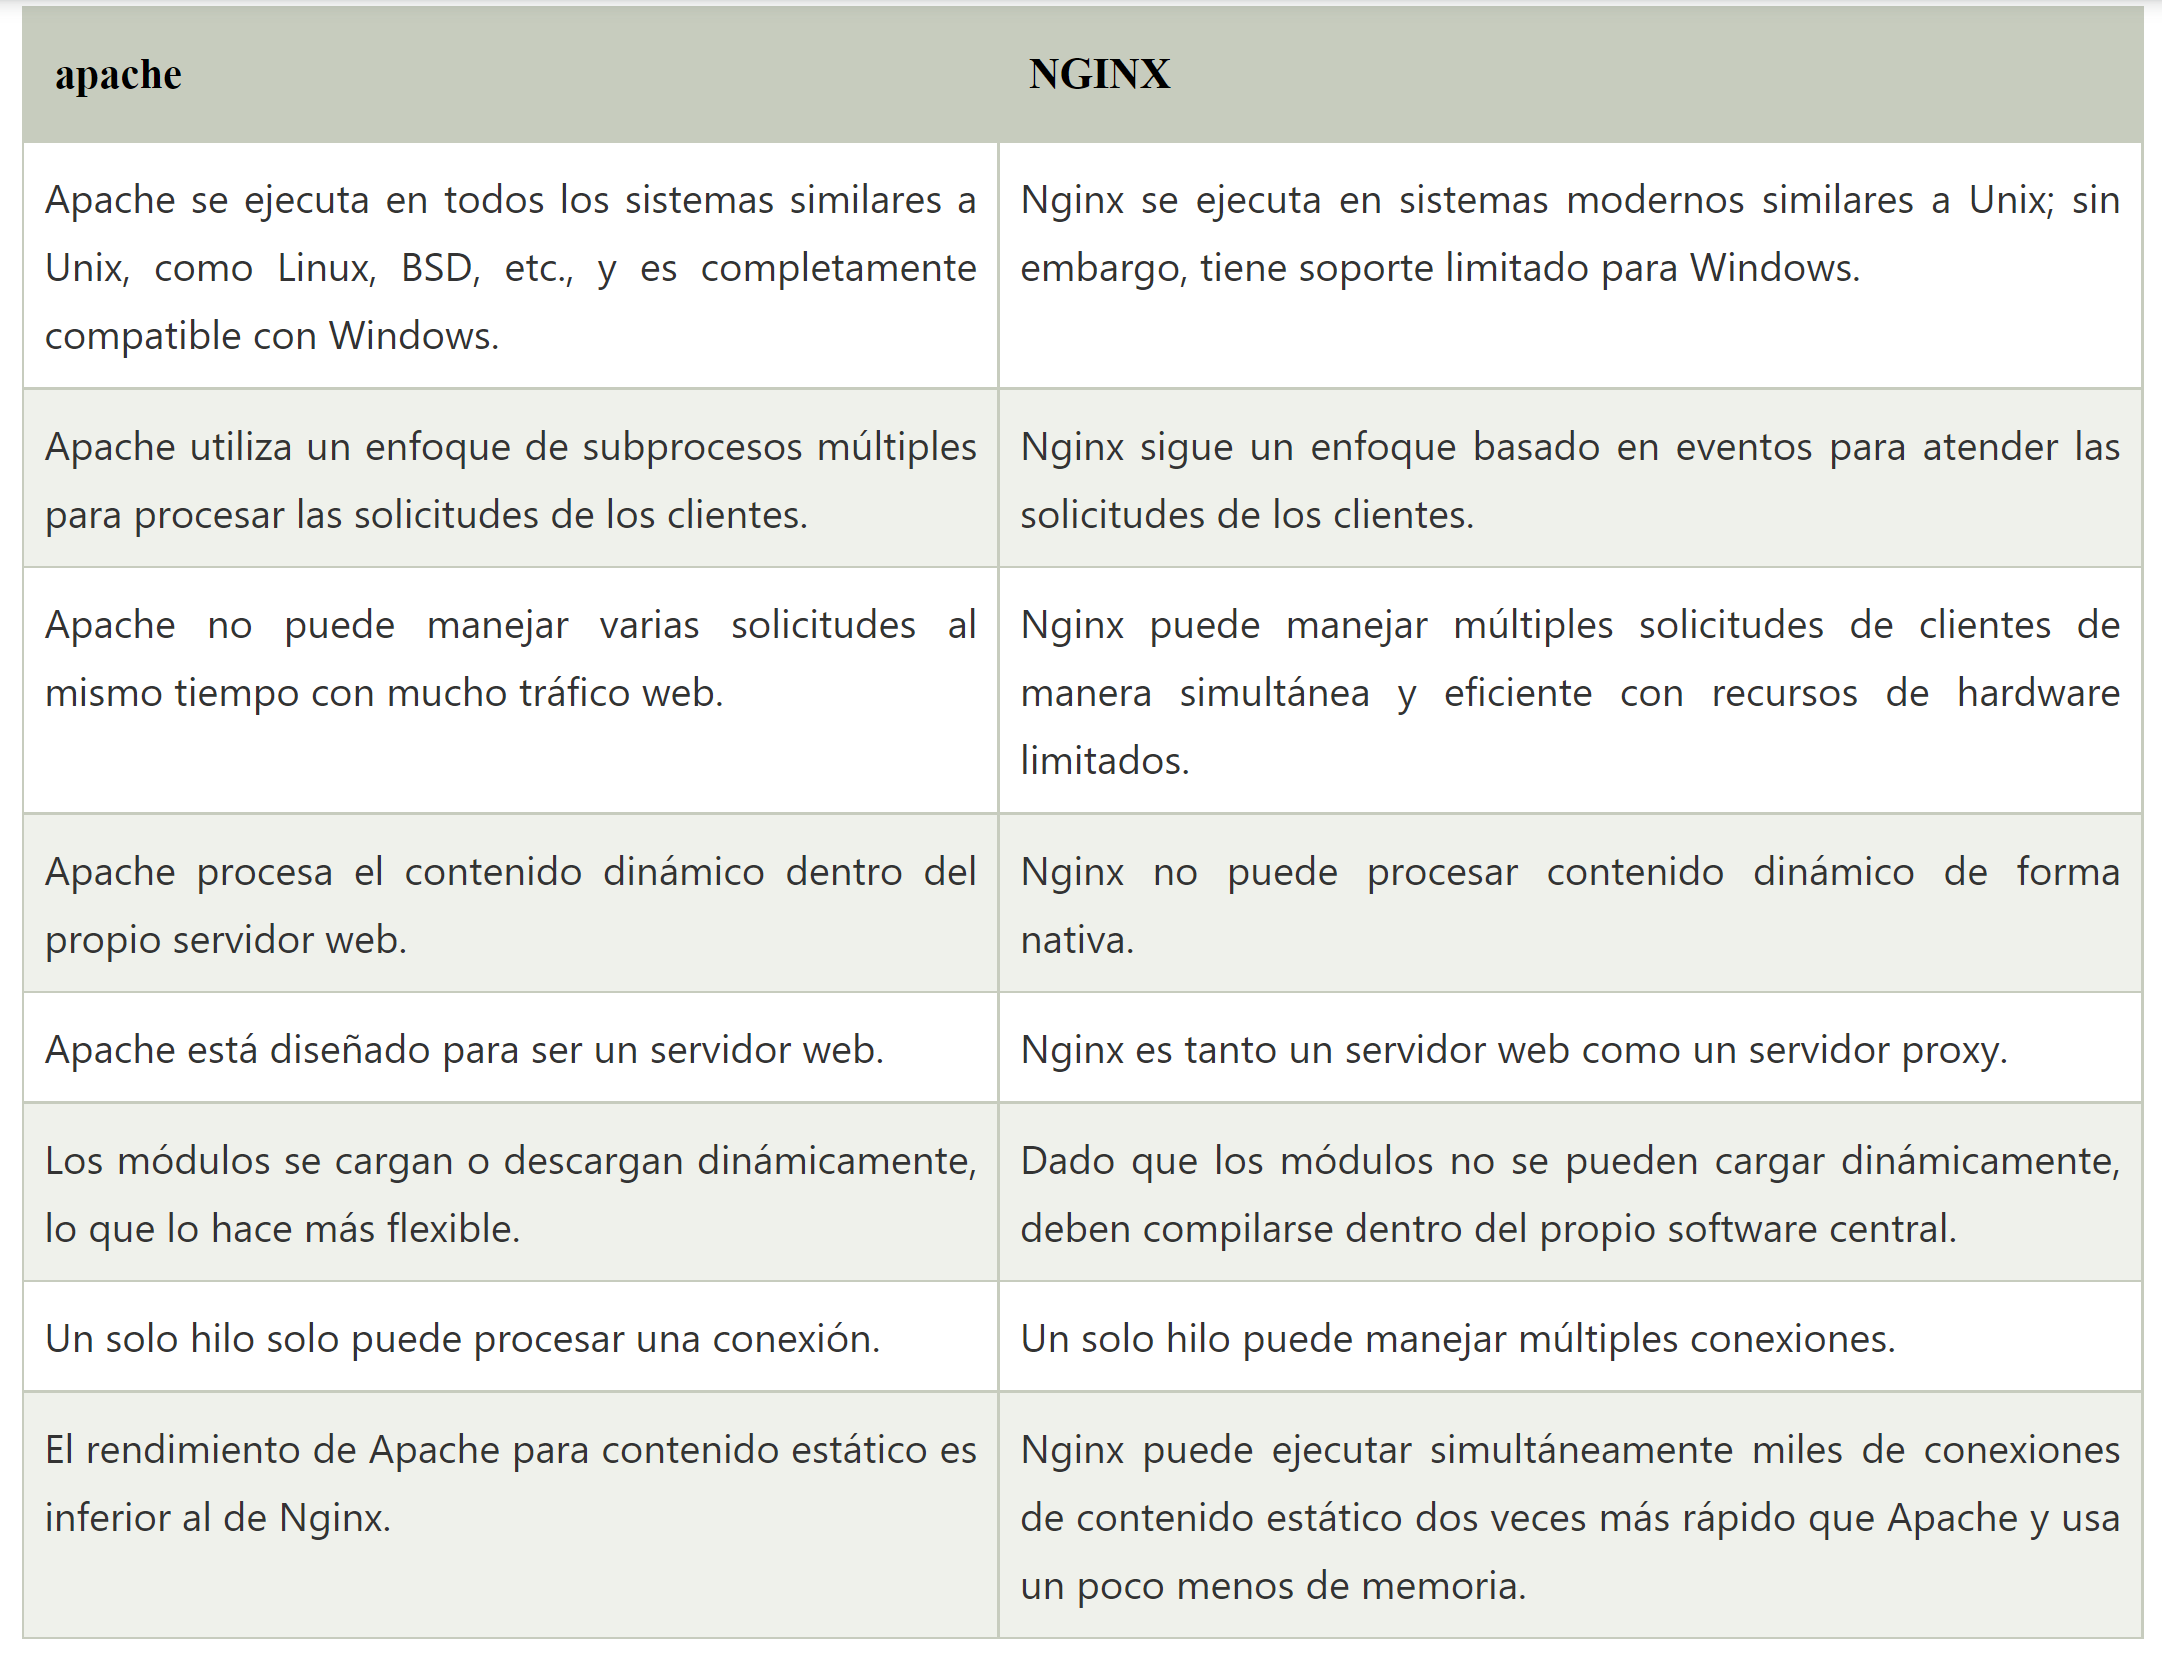 apache
NGINX
Apache se ejecuta en todos los sistemas similares a
Unix, como Linux, BSD, etc., y es completamente
compatible con Windows.
Nginx se ejecuta en sistemas modernos similares a Unix; sin
embargo, tiene soporte limitado para Windows.
Apache utiliza un enfoque de subprocesos múltiples
para procesar las solicitudes de los clientes.
Nginx sigue un enfoque basado en eventos para atender las
solicitudes de los clientes.
Apache no puede manejar varias solicitudes al
mismo tiempo con mucho tráfico web.
Nginx puede manejar múltiples solicitudes de clientes de
manera simultánea y eficiente con recursos de hardware
limitados.
Apache procesa el contenido dinámico dentro del
propio servidor web.
Nginx no puede procesar contenido dinámico de forma
nativa.
Apache está diseñado para ser un servidor web.
Nginx es tanto un servidor web como un servidor proxy.
Los módulos se cargan o descargan dinámicamente,
lo que lo hace más flexible.
Dado que los módulos no se pueden cargar dinámicamente,
deben compilarse dentro del propio software central.
Un solo hilo solo puede procesar una conexión.
Un solo hilo puede manejar múltiples conexiones.
El rendimiento de Apache para contenido estático es
inferior al de Nginx.
Nginx puede ejecutar simultáneamente miles de conexiones
de contenido estático dos veces más rápido que Apache y usa
un poco menos de memoria.